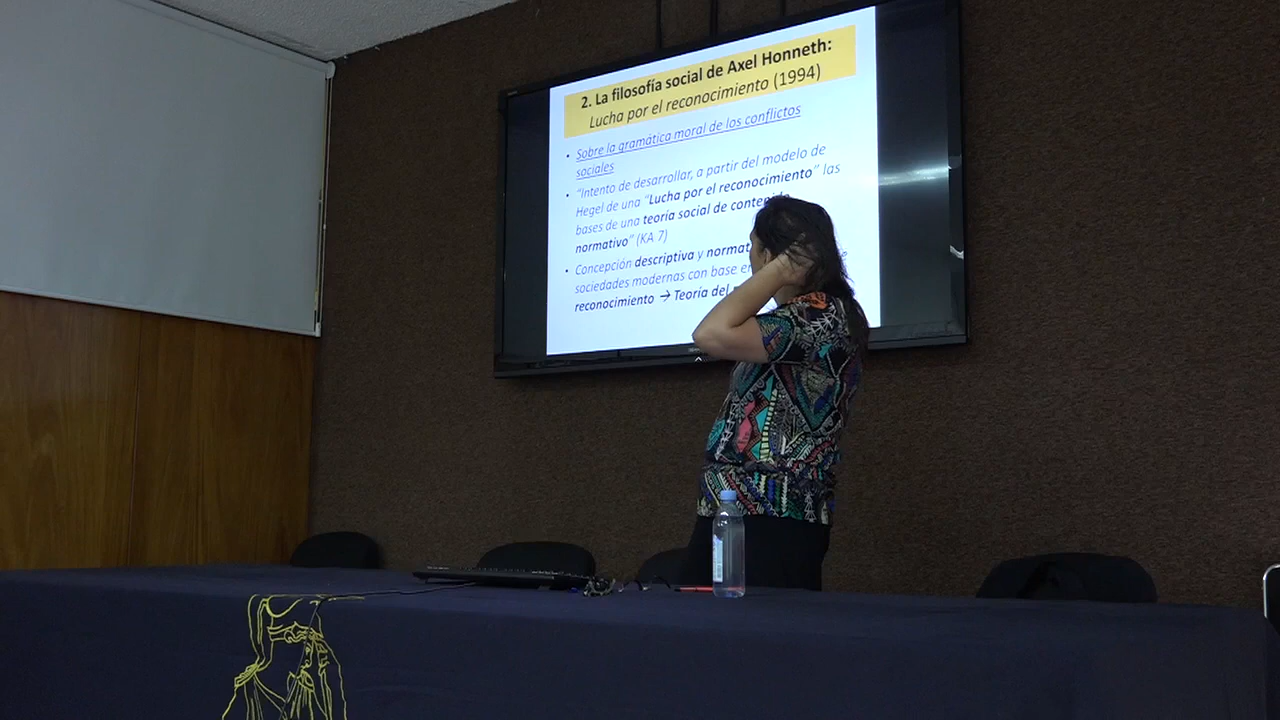 2. La filosofía social de Axel Honneth:
Lucha por el reconocimiento (1994)
• Sobre la gramática moral de los conflictos
sociales
• “Intento de desarrollar, a partir del modelo de
Hegel de una “Lucha por el reconocimiento” las
bases de una teoría social de contenido
normativo” (KA 7)
• Concepción descriptiva y normat
sociedades modernas con base en
reconocimiento → Teoría del